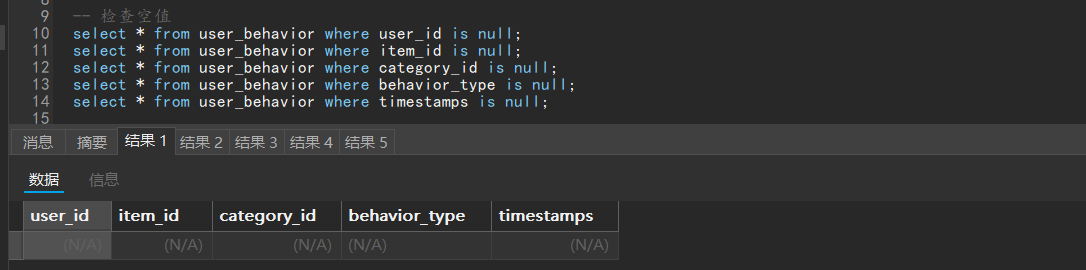 9 -- 检查空值
10 select * from user_behavior where user_id is null;
11 select * from user_behavior where item_id is null;
12 select * from user_behavior where category_id is null;
13 select * from user_behavior where behavior_type is null;
14 select * from user_behavior where timestamps is null;
15
消息 摘要 结果 1 结果 2 结果 3 结果 4 结果 5
数据 信息
user_id item_id category_id behavior_type timestamps
(N/A) (N/A) (N/A) (N/A) (N/A)